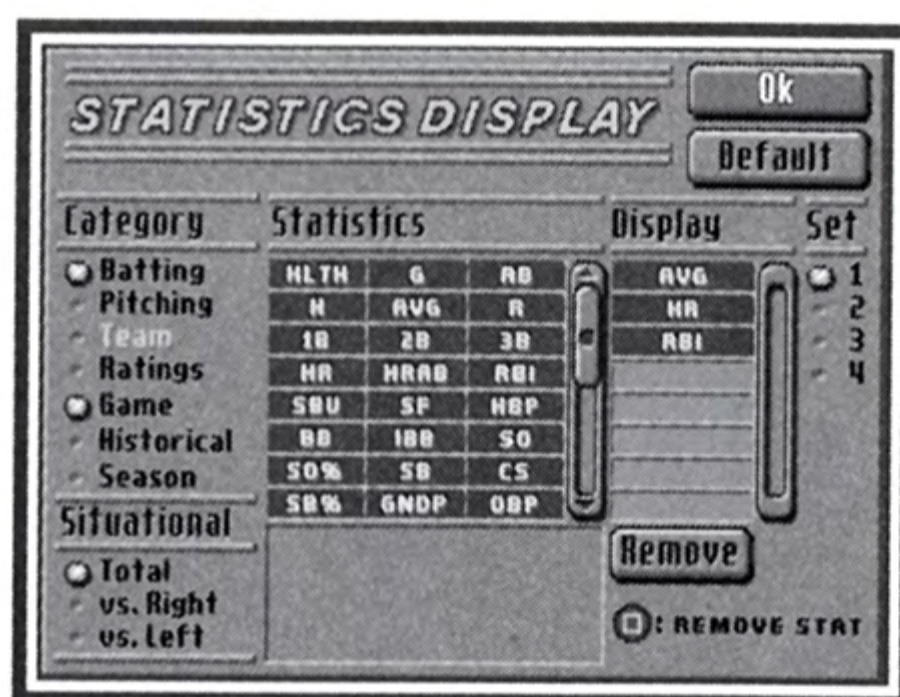 STATISTICS DISPLAY
Ok
Default
Category
Batting
Pitching
Team
Ratings
Game
Historical
Season
Situational
Total
vs. Right
vs. Left
Statistics
HLTH G AB
H AVG R
1B 2B 3B
HR HRAB RBI
SBU SF HBP
BB IBB SO
SO% SB CS
SB% GNDP OBP
Display
AVG
HR
RBI
Remove
: REMOVE STAT
Set
1
2
3
4